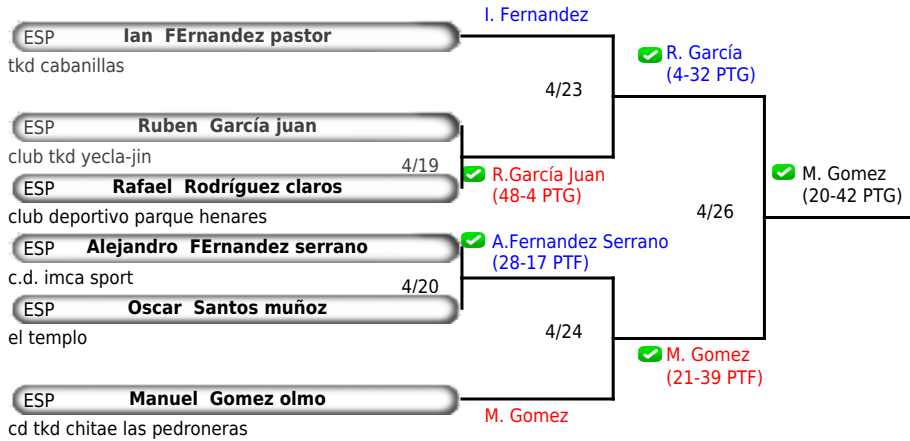 I. Fernandez
ESP Ian FErnandez pastor
tkd cabanillas
R. García
(4-32 PTG)
4/23
ESP Ruben García juan
club tkd yecla-jin
4/19
R.García Juan
(48-4 PTG)
ESP Rafael Rodríguez claros
club deportivo parque henares
M. Gomez
(20-42 PTG)
4/26
ESP Alejandro FErnandez serrano
c.d. imca sport
A.Fernandez Serrano
(28-17 PTF)
4/20
ESP Oscar Santos muñoz
el templo
4/24
M. Gomez
(21-39 PTF)
ESP Manuel Gomez olmo
cd tkd chitae las pedroneras
M. Gomez